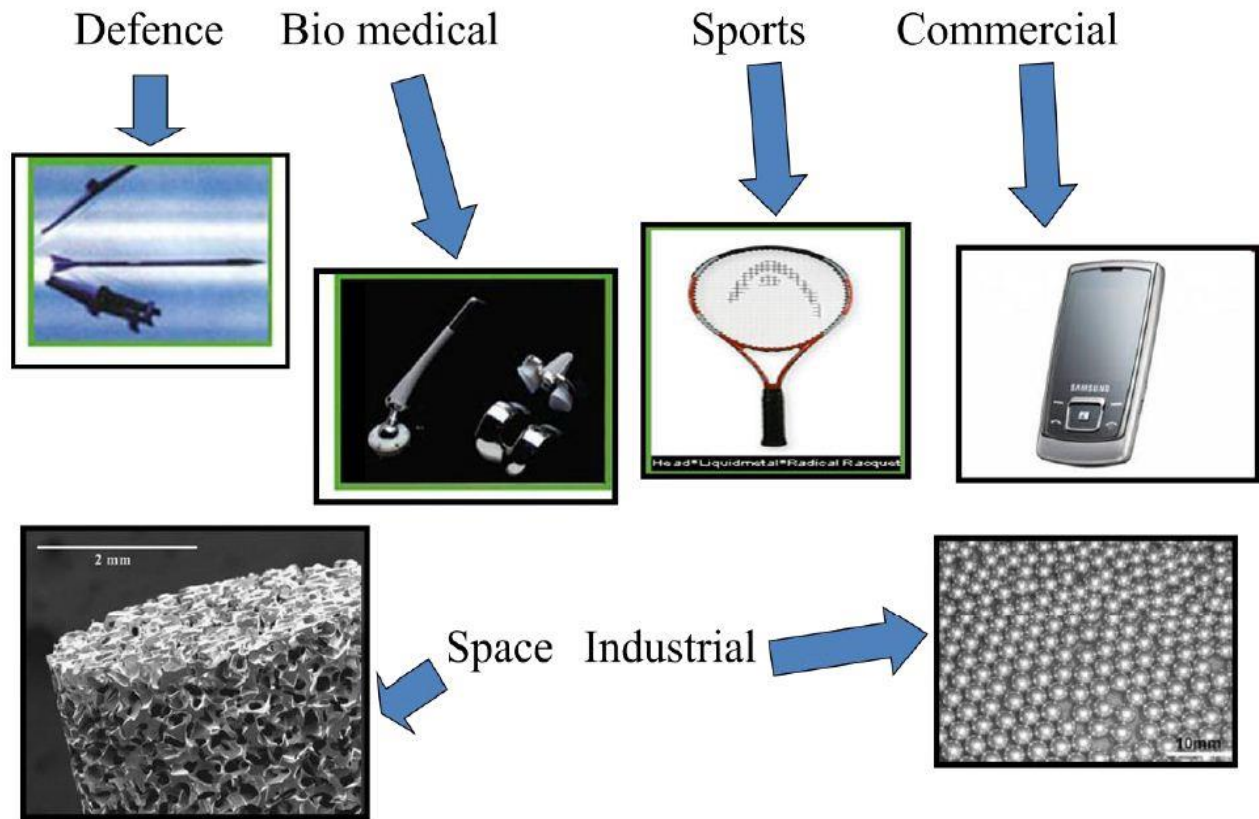 Defence Bio medical Sports Commercial
Head*Liquidmetal*Radical Racquet
SAMSUNG
2 mm
Space Industrial
10mm